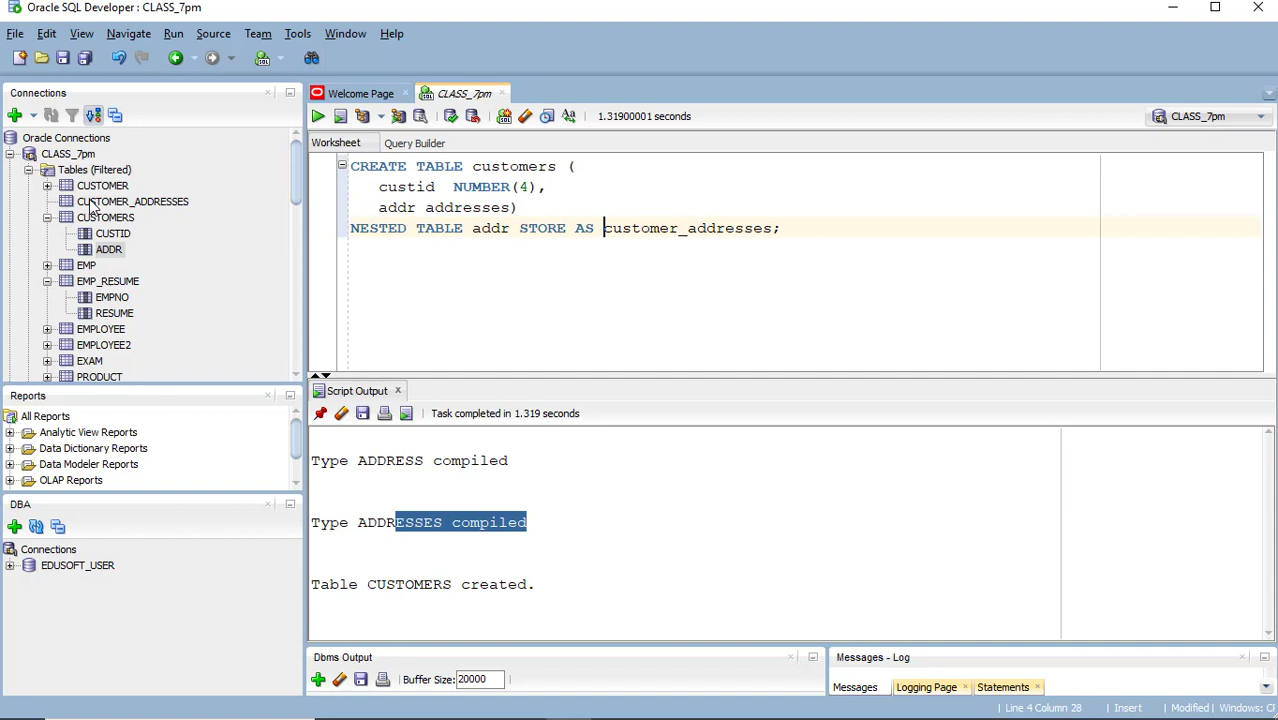 Oracle SQL Developer : CLASS_7pm
File Edit View Navigate Run Source Team Tools Window Help
Connections
Oracle Connections
CLASS_7pm
Tables (Filtered)
CUSTOMER
CUSTOMER_ADDRESSES
CUSTOMERS
CUSTID
ADDR
EMP
EMP_RESUME
EMPNO
RESUME
EMPLOYEE
EMPLOYEE2
EXAM
PRODUCT
Reports
All Reports
Analytic View Reports
Data Dictionary Reports
Data Modeler Reports
OLAP Reports
DBA
Connections
EDUSOFT_USER
Welcome Page CLASS_7pm
SQL
1.31900001 seconds
CLASS_7pm
Worksheet Query Builder
CREATE TABLE customers (
custid NUMBER(4),
addr addresses)
NESTED TABLE addr STORE AS customer_addresses;
Script Output
Task completed in 1.319 seconds
Type ADDRESS compiled
Type ADDRESSES compiled
Table CUSTOMERS created.
Dbms Output
Buffer Size: 20000
Messages - Log
Messages Logging Page Statements
Line 4 Column 28 Insert Modified Windows: CF